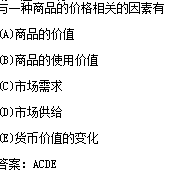 与一种商品的价格相关的因素有
(A)商品的价值
(B)商品的使用价值
(C)市场需求
(D)市场供给
(E)货币价值的变化
答案：ACDE